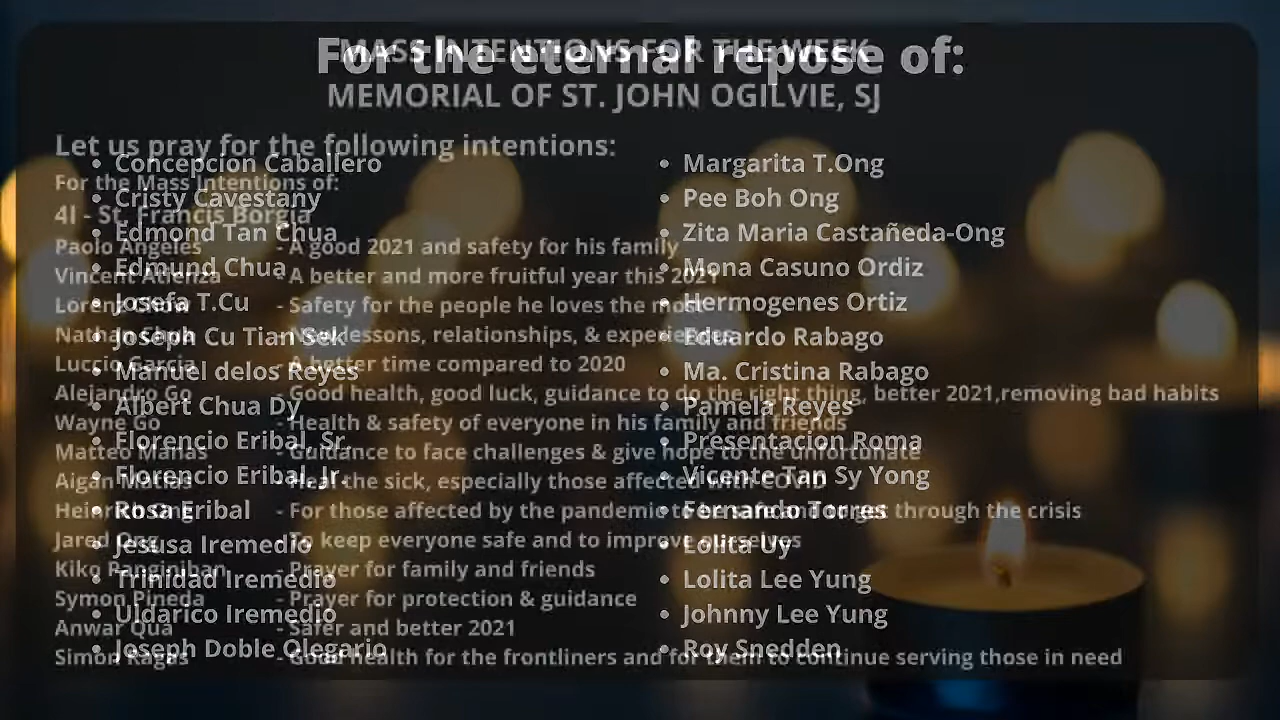 For the eternal repose of:
MASS INTENTIONS FOR THE WEEK
MEMORIAL OF ST. JOHN OGILVIE, SJ
Let us pray for the following intentions:
For the Mass Intentions of:
4I - St. Francis Borgia
Paolo Angeles - A good 2021 and safety for his family
Vincent Atienza - A better and more fruitful year this 2021
- Safety for the people he loves the most
lessons, relationships, &
Luccio Garcia - A better time compared to 2020
Alejandro Go - Good health, good luck, guidance to do the right thing, better 2021,removing bad habits
Wayne Go - Health & safety of everyone in his family and friends
Matteo Mañas - Guidance to face challenges & give hope to the unfortunate
- Heal the sick, especially those affected with COVID
- For those affected by the pandemic to through the crisis
Jared Ong - To keep everyone safe and to improve ourselves
Kiko Panginiban - Prayer for family and friends
Symon Pineda - Prayer for protection & guidance
Anwar Qua - Safer and better 2021
Simon Ragas - Good health for the frontliners and for them to continue serving those in need
• Concepcion Caballero
• Cristy Cavestany
• Edmond Tan Chua
• Edmund Chua
• Josefa T.Cu
• Joseph Cu Tian Sek
• Manuel delos Reyes
• Albert Chua Dy
• Florencio Eribal, Sr.
• Florencio Eribal, Jr.
• Rosa Eribal
• Jesusa Iremedio
• Trinidad Iremedio
• Uldarico Iremedio
• Joseph Doble Olegario
• Margarita T.Ong
• Pee Boh Ong
• Zita Maria Castañeda-Ong
• Mona Casuno Ordiz
• Hermogenes Ortiz
• Eduardo Rabago
• Ma. Cristina Rabago
• Pamela Reyes
• Presentacion Roma
• Vicente Tan Sy Yong
• Fernando Torres
• Lolita Uy
• Lolita Lee Yung
• Johnny Lee Yung
• Roy Snedden